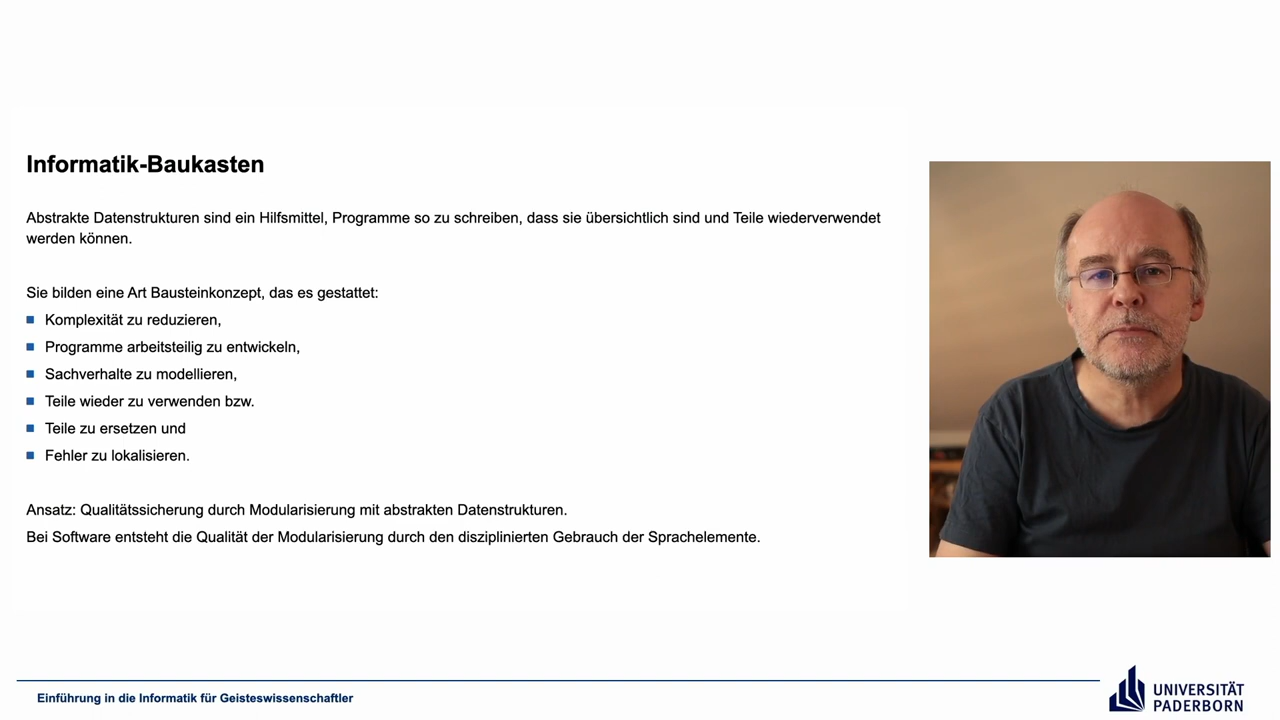 Informatik-Baukasten
Abstrakte Datenstrukturen sind ein Hilfsmittel, Programme so zu schreiben, dass sie übersichtlich sind und Teile wiederverwendet
werden können.
Sie bilden eine Art Bausteinkonzept, das es gestattet:
Komplexität zu reduzieren,
Programme arbeitsteilig zu entwickeln,
Sachverhalte zu modellieren,
Teile wieder zu verwenden bzw.
Teile zu ersetzen und
Fehler zu lokalisieren.
Ansatz: Qualitätssicherung durch Modularisierung mit abstrakten Datenstrukturen.
Bei Software entsteht die Qualität der Modularisierung durch den disziplinierten Gebrauch der Sprachelemente.
Einführung in die Informatik für Geisteswissenschaftler
UNIVERSITÄT
PADERBORN